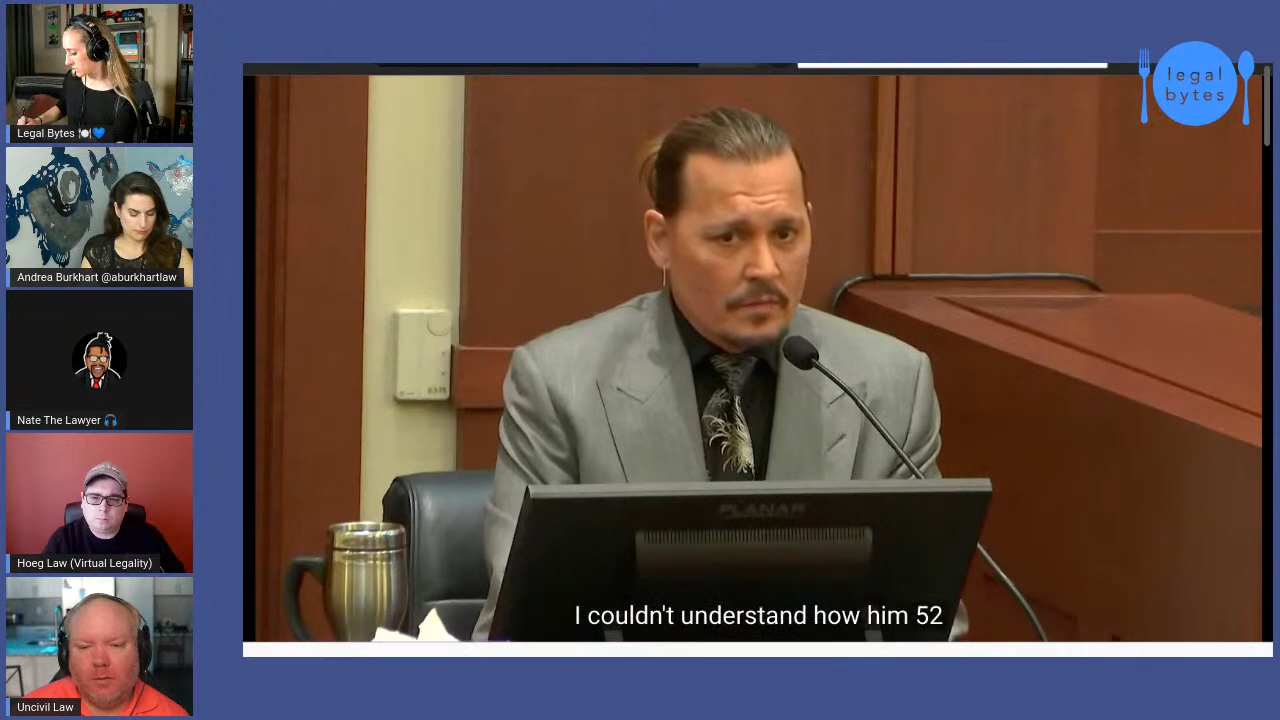 Legal Bytes 🍽️💙
Andrea Burkhart @aburkhartlaw
Nate The Lawyer 🎧
Hoeg Law (Virtual Legality)
Uncivil Law
legal
bytes
PLANAR
I couldn't understand how him 52